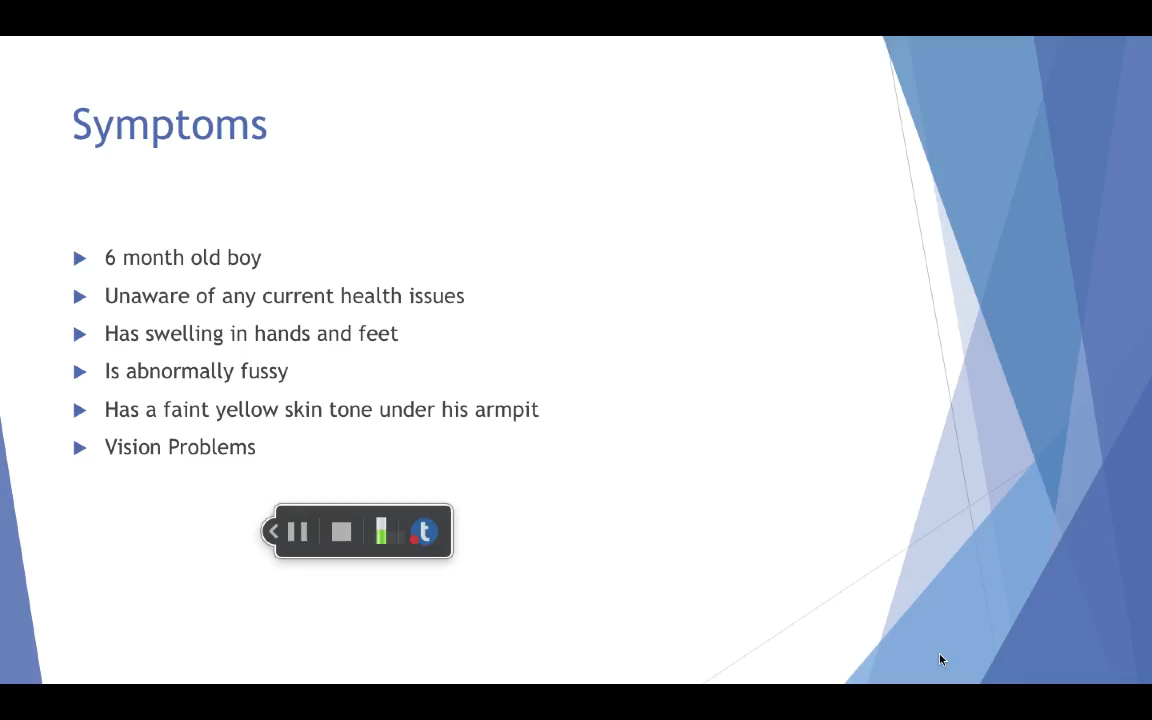 Symptoms
6 month old boy
Unaware of any current health issues
Has swelling in hands and feet
Is abnormally fussy
Has a faint yellow skin tone under his armpit
Vision Problems
t